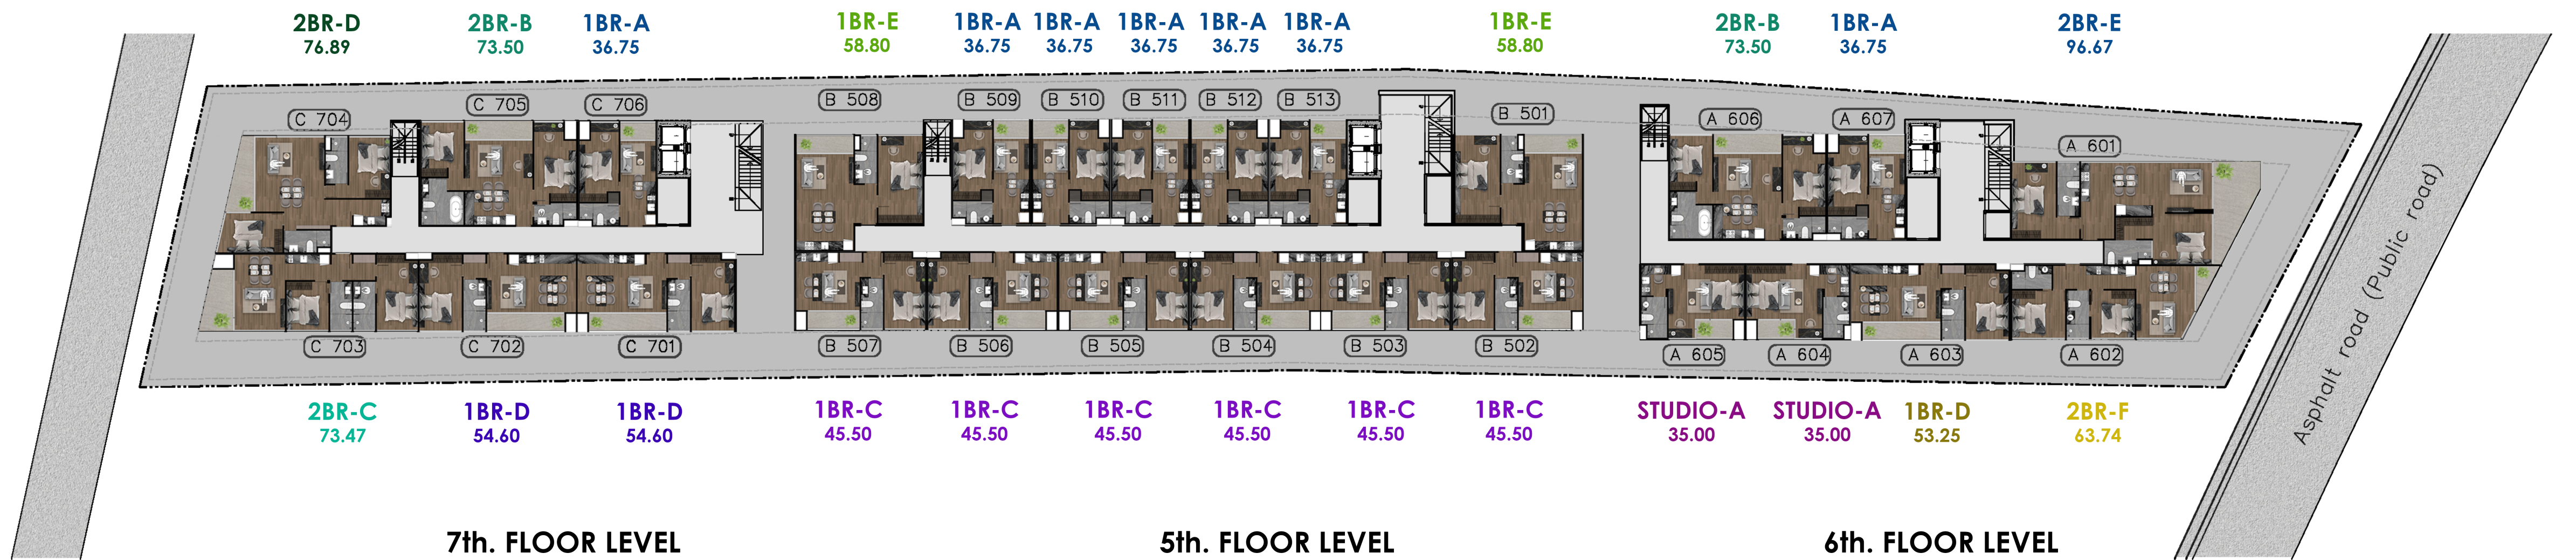 2BR-D 2BR-B 1BR-A 1BR-E 1BR-A 1BR-A 1BR-A 1BR-A 1BR-A 1BR-E 2BR-B 1BR-A 2BR-E
76.89 73.50 36.75 58.80 36.75 36.75 36.75 36.75 36.75 58.80 73.50 36.75 96.67
C 704 C 705 C 706 B 508 B 509 B 510 B 511 B 512 B 513 B 501 A 606 A 607 A 601
C 703 C 702 C 701 B 507 B 506 B 505 B 504 B 503 B 502 A 605 A 604 A 603 A 602
2BR-C 1BR-D 1BR-D 1BR-C 1BR-C 1BR-C 1BR-C 1BR-C 1BR-C STUDIO-A STUDIO-A 1BR-D 2BR-F
73.47 54.60 54.60 45.50 45.50 45.50 45.50 45.50 45.50 35.00 35.00 53.25 63.74
Asphalt road (Public road)
7th. FLOOR LEVEL 5th. FLOOR LEVEL 6th. FLOOR LEVEL